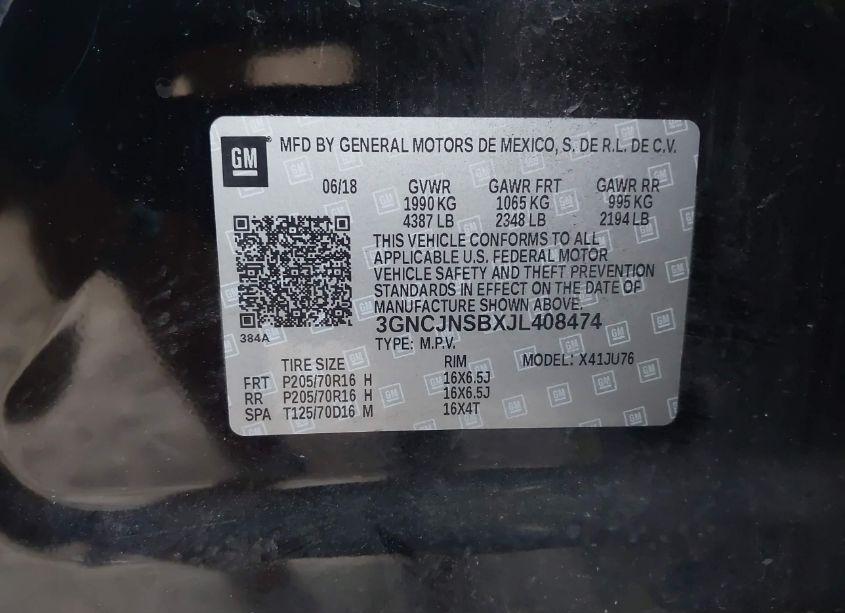 GM MFD BY GENERAL MOTORS DE MEXICO, S. DE R.L. DE C.V.
06/18 GVWR GAWR FRT GAWR RR
1990 KG 1065 KG 995 KG
4387 LB 2348 LB 2194 LB
THIS VEHICLE CONFORMS TO ALL
APPLICABLE U.S. FEDERAL MOTOR
VEHICLE SAFETY AND THEFT PREVENTION
STANDARDS IN EFFECT ON THE DATE OF
MANUFACTURE SHOWN ABOVE.
384A
3GNCJNSBXJL408474
TYPE: M.P.V. MODEL: X41JU76
TIRE SIZE RIM
FRT P205/70R16 H 16X6.5J
RR P205/70R16 H 16X6.5J
SPA T125/70D16 M 16X4T